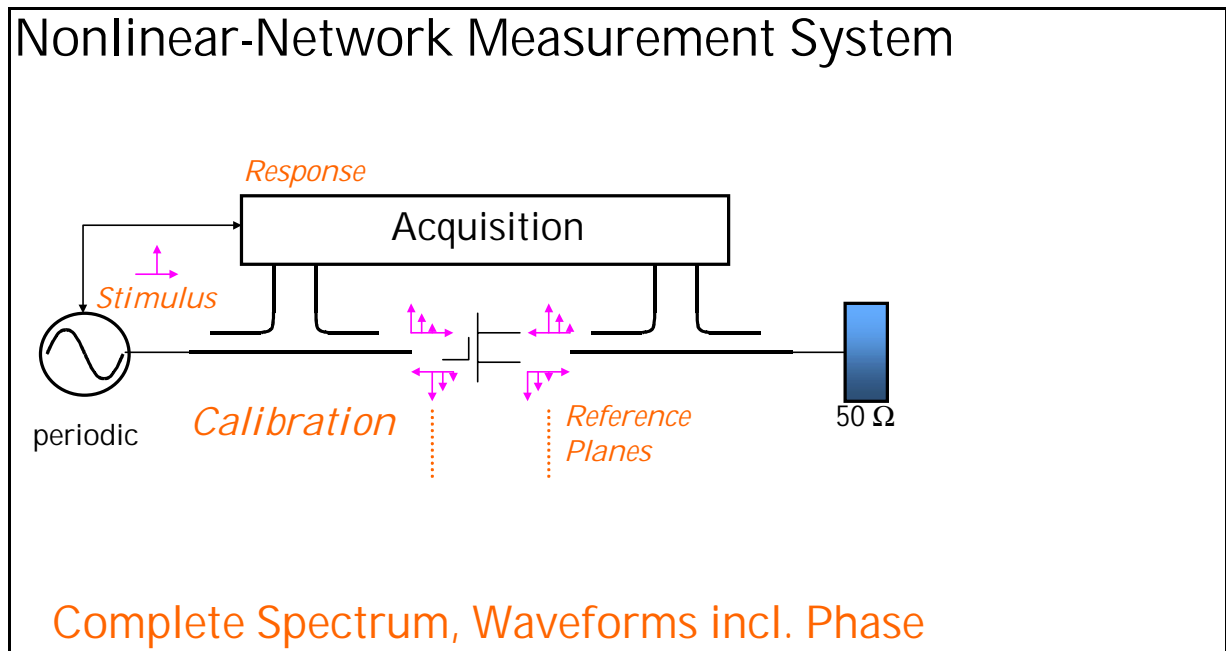 Nonlinear-Network Measurement System
Response
Acquisition
Stimulus
periodic
Calibration
Reference
Planes
50 Ω
Complete Spectrum, Waveforms incl. Phase